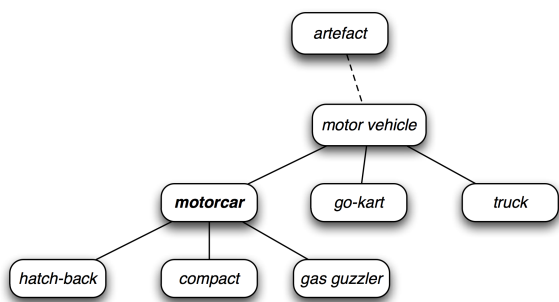 artefact
motor vehicle
motorcar
go-kart
truck
hatch-back
compact
gas guzzler